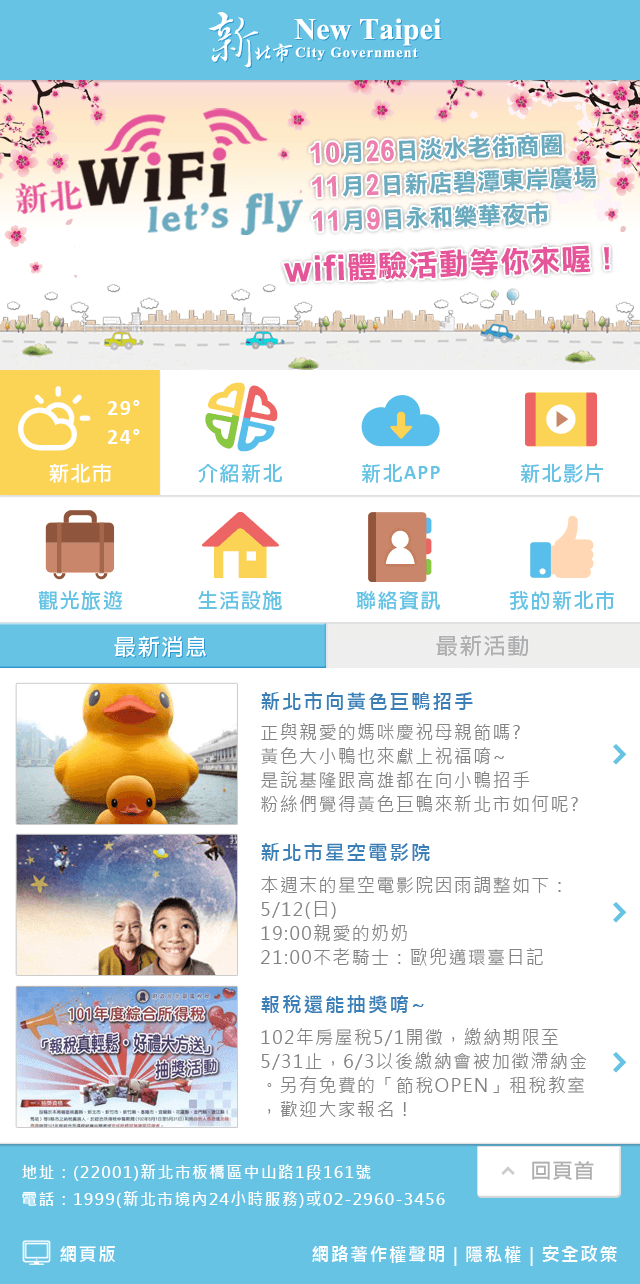 新北市 New Taipei
City Government
新北WiFi
let's fly
10月26日淡水老街商圈
11月2日新店碧潭東岸廣場
11月9日永和樂華夜市
wifi體驗活動等你來喔！
29°
24°
新北市
介紹新北
新北APP
新北影片
觀光旅遊
生活設施
聯絡資訊
我的新北市
最新消息
最新活動
新北市向黃色巨鴨招手
正與親愛的媽咪慶祝母親節嗎?
黃色大小鴨也來獻上祝福唷~
是說基隆跟高雄都在向小鴨招手
粉絲們覺得黃色巨鴨來新北市如何呢?
新北市星空電影院
本週末的星空電影院因雨調整如下：
5/12(日)
19:00親愛的奶奶
21:00不老騎士：歐兜邁環臺日記
101年度綜合所得稅
「報稅真輕鬆‧好禮大方送」
抽獎活動
報稅還能抽獎唷~
102年房屋稅5/1開徵，繳納期限至
5/31止，6/3以後繳納會被加徵滯納金
。另有免費的「節稅OPEN」租稅教室
，歡迎大家報名！
地址：(22001)新北市板橋區中山路1段161號
電話：1999(新北市境內24小時服務)或02-2960-3456
回頁首
網頁版
網路著作權聲明 | 隱私權 | 安全政策